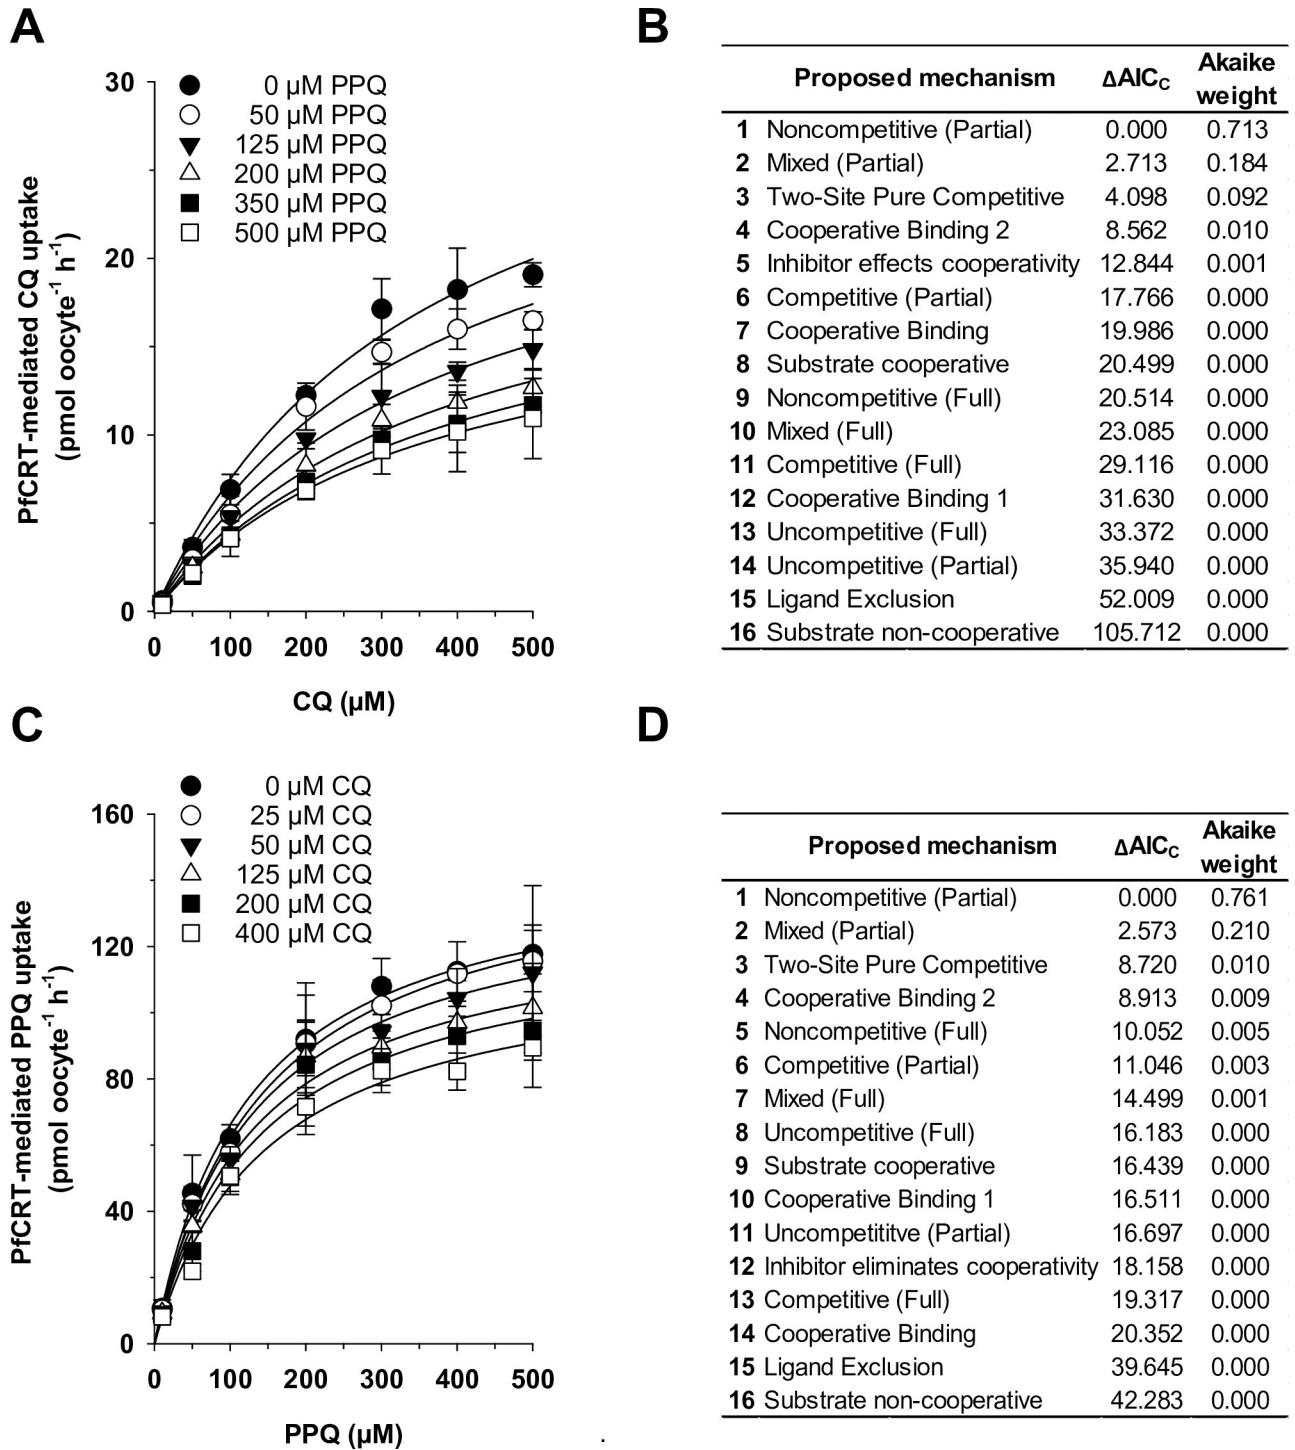 A
PfCRT-mediated CQ uptake
(pmol oocyte⁻¹ h⁻¹)
30
20
10
0
0 µM PPQ
50 µM PPQ
125 µM PPQ
200 µM PPQ
350 µM PPQ
500 µM PPQ
0 100 200 300 400 500
CQ (µM)
B
Proposed mechanism ΔAICC Akaike weight
1 Noncompetitive (Partial) 0.000 0.713
2 Mixed (Partial) 2.713 0.184
3 Two-Site Pure Competitive 4.098 0.092
4 Cooperative Binding 2 8.562 0.010
5 Inhibitor effects cooperativity 12.844 0.001
6 Competitive (Partial) 17.766 0.000
7 Cooperative Binding 19.986 0.000
8 Substrate cooperative 20.499 0.000
9 Noncompetitive (Full) 20.514 0.000
10 Mixed (Full) 23.085 0.000
11 Competitive (Full) 29.116 0.000
12 Cooperative Binding 1 31.630 0.000
13 Uncompetitive (Full) 33.372 0.000
14 Uncompetitive (Partial) 35.940 0.000
15 Ligand Exclusion 52.009 0.000
16 Substrate non-cooperative 105.712 0.000
C
PfCRT-mediated PPQ uptake
(pmol oocyte⁻¹ h⁻¹)
160
120
80
40
0
0 µM CQ
25 µM CQ
50 µM CQ
125 µM CQ
200 µM CQ
400 µM CQ
0 100 200 300 400 500
PPQ (µM)
D
Proposed mechanism ΔAICC Akaike weight
1 Noncompetitive (Partial) 0.000 0.761
2 Mixed (Partial) 2.573 0.210
3 Two-Site Pure Competitive 8.720 0.010
4 Cooperative Binding 2 8.913 0.009
5 Noncompetitive (Full) 10.052 0.005
6 Competitive (Partial) 11.046 0.003
7 Mixed (Full) 14.499 0.001
8 Uncompetitive (Full) 16.183 0.000
9 Substrate cooperative 16.439 0.000
10 Cooperative Binding 1 16.511 0.000
11 Uncompetititve (Partial) 16.697 0.000
12 Inhibitor eliminates cooperativity 18.158 0.000
13 Competitive (Full) 19.317 0.000
14 Cooperative Binding 20.352 0.000
15 Ligand Exclusion 39.645 0.000
16 Substrate non-cooperative 42.283 0.000